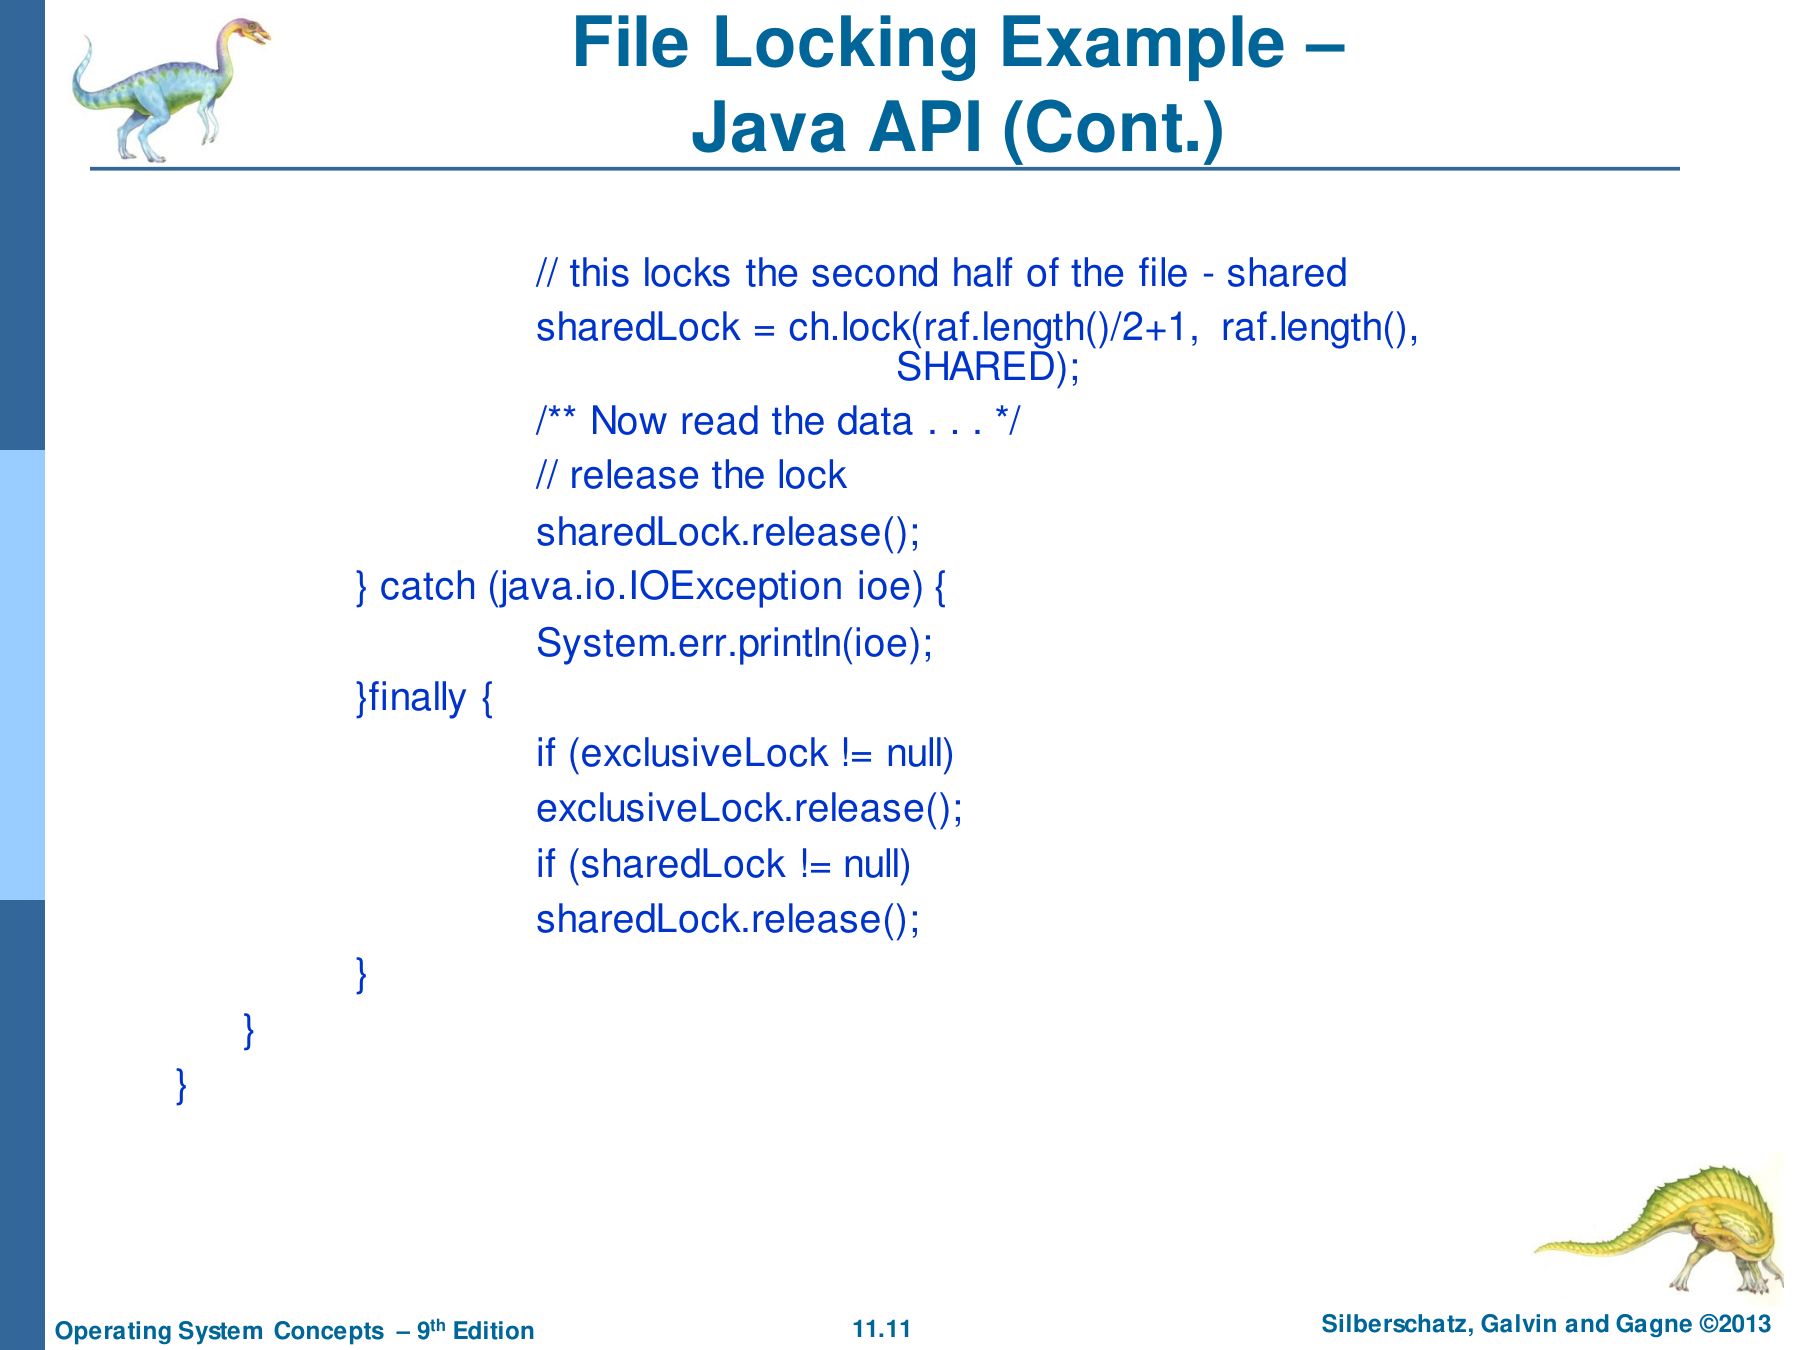 File Locking Example –
Java API (Cont.)
// this locks the second half of the file - shared
sharedLock = ch.lock(raf.length()/2+1, raf.length(),
SHARED);
/** Now read the data . . . */
// release the lock
sharedLock.release();
} catch (java.io.IOException ioe) {
System.err.println(ioe);
}finally {
if (exclusiveLock != null)
exclusiveLock.release();
if (sharedLock != null)
sharedLock.release();
}
}
}
Operating System Concepts – 9th Edition
11.11
Silberschatz, Galvin and Gagne ©2013